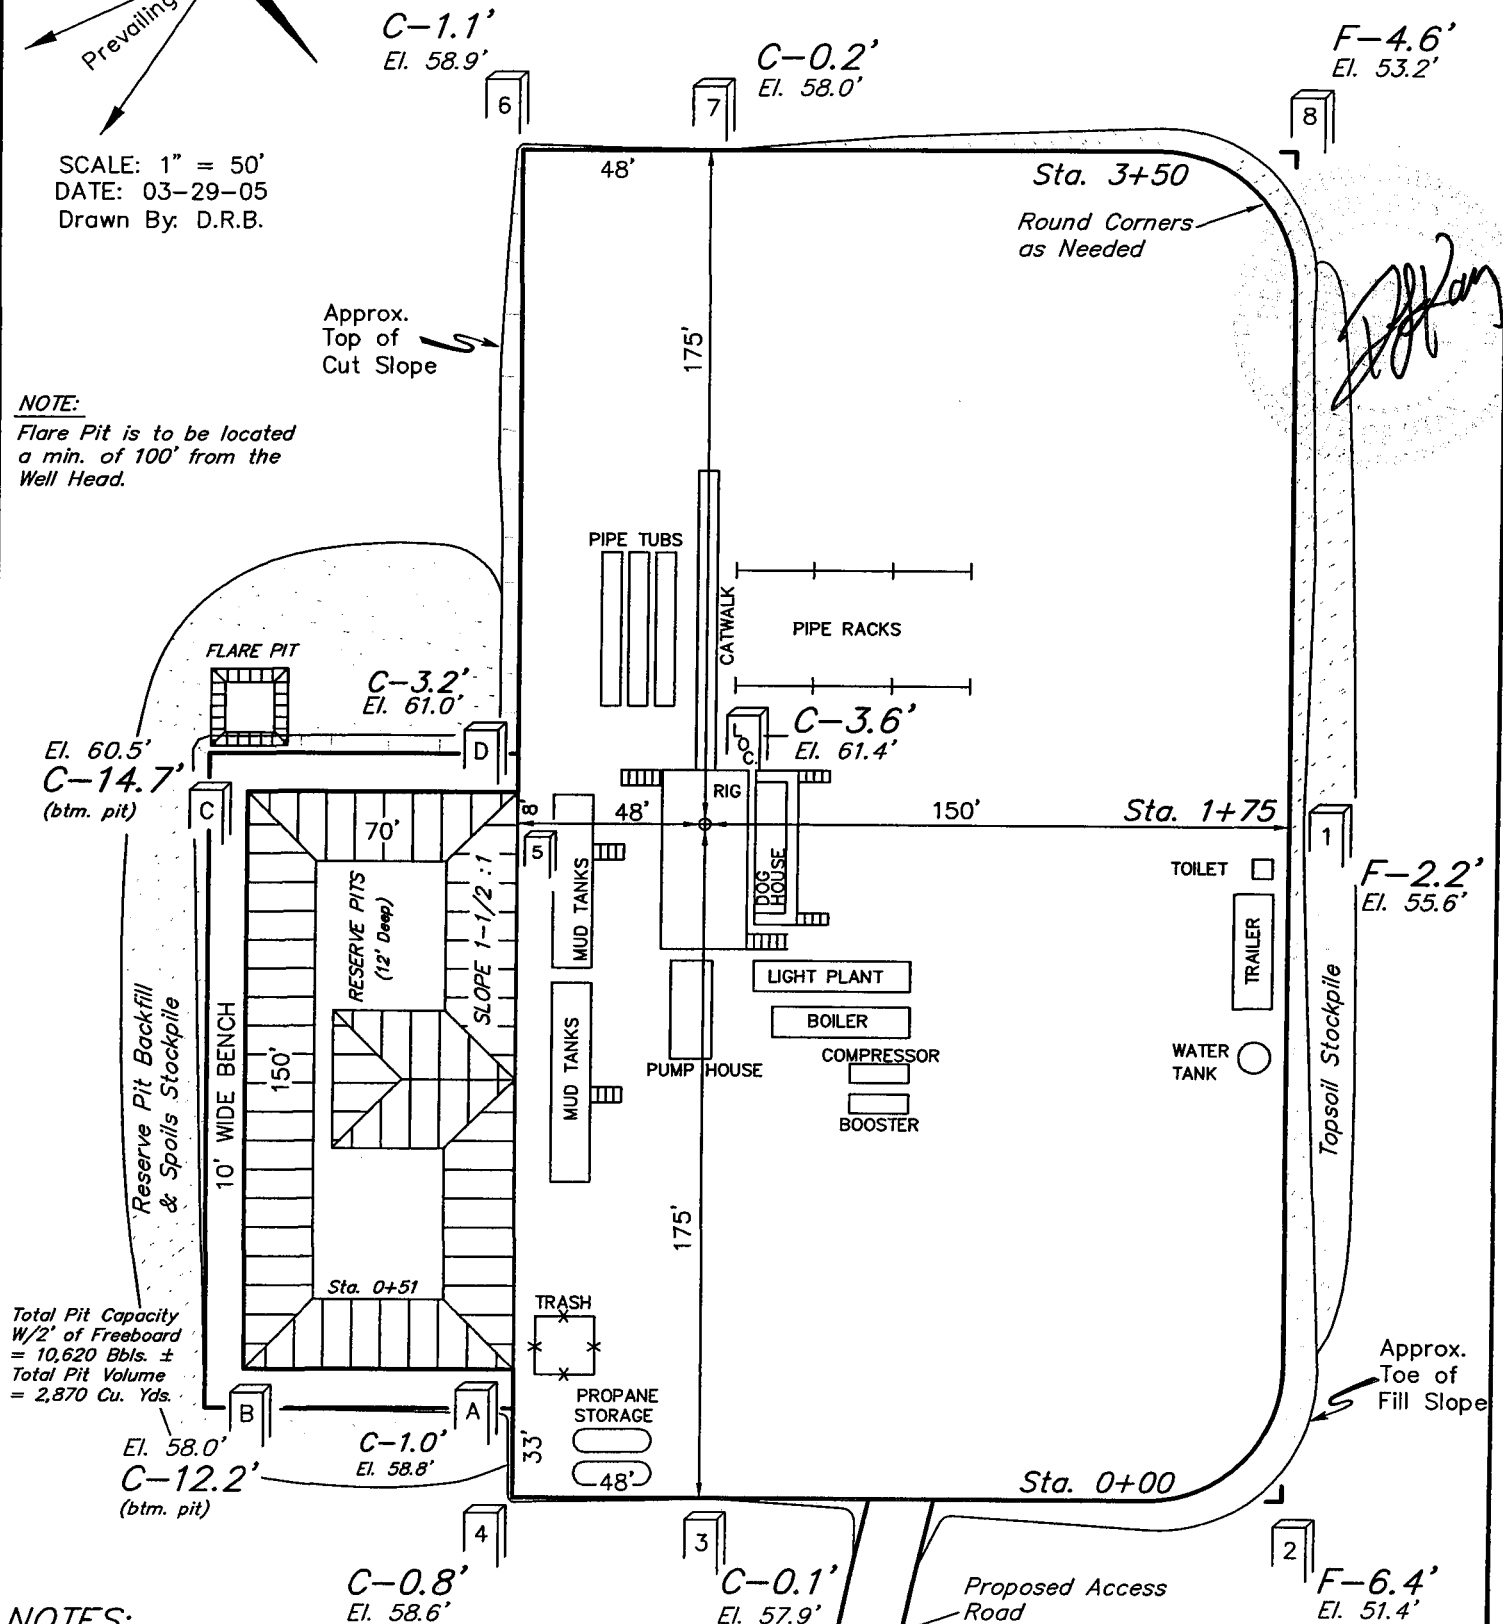 Prevailing
C-1.1'
El. 58.9'
C-0.2'
El. 58.0'
F-4.6'
El. 53.2'
6
7
8
SCALE: 1" = 50'
DATE: 03-29-05
Drawn By: D.R.B.
48'
Sta. 3+50
Round Corners
as Needed
Approx.
Top of
Cut Slope
175'
NOTE:
Flare Pit is to be located
a min. of 100' from the
Well Head.
PIPE TUBS
CATWALK
PIPE RACKS
FLARE PIT
C-3.2'
El. 61.0'
D
LOC.
C-3.6'
El. 61.4'
El. 60.5'
C-14.7'
(btm. pit)
C
RIG
70'
8'
48'
150'
Sta. 1+75
1
5
MUD TANKS
DOG
HOUSE
TOILET
F-2.2'
El. 55.6'
RESERVE PITS
(12' Deep)
SLOPE 1-1/2 :1
TRAILER
LIGHT PLANT
BOILER
Reserve Pit Backfill
& Spoils Stockpile
10' WIDE BENCH
150'
MUD TANKS
PUMP HOUSE
COMPRESSOR
BOOSTER
WATER
TANK
Topsoil Stockpile
175'
Sta. 0+51
TRASH
Total Pit Capacity
W/2' of Freeboard
= 10,620 Bbls. ±
Total Pit Volume
= 2,870 Cu. Yds.
Approx.
Toe of
Fill Slope
B
A
PROPANE
STORAGE
El. 58.0'
C-12.2'
(btm. pit)
C-1.0'
El. 58.8'
33'
48'
Sta. 0+00
4
3
2
C-0.8'
El. 58.6'
C-0.1'
El. 57.9'
Proposed Access
Road
F-6.4'
El. 51.4'
NOTES: